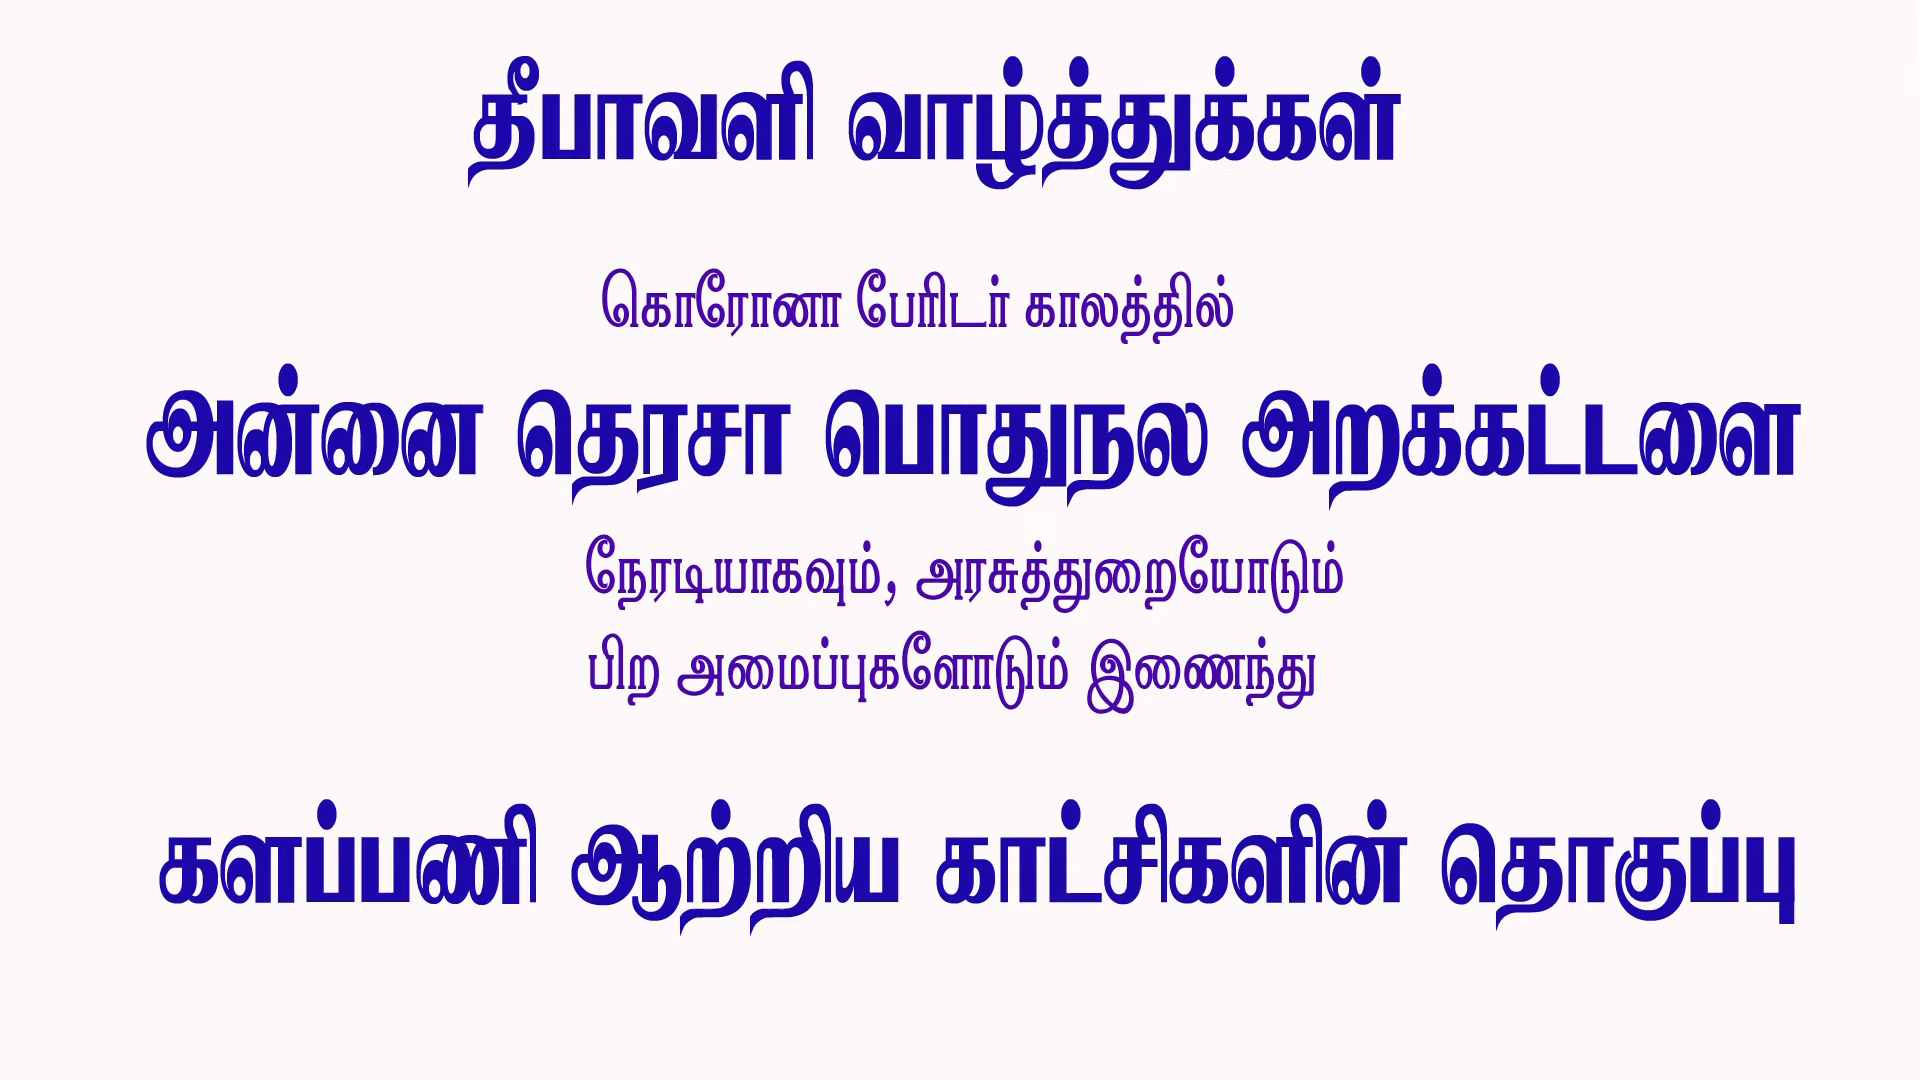 தீபாவளி வாழ்த்துக்கள்
கொரோணா பேரிடர் காலத்தில்
அன்னை தெரசா பொதுநல அறக்கட்டளை
நேரடியாகவும், அரசுத்துறையோடும்
பிற அமைப்புகளோடும் இணைந்து
களப்பணி ஆற்றிய காட்சிகளின் தொகுப்பு